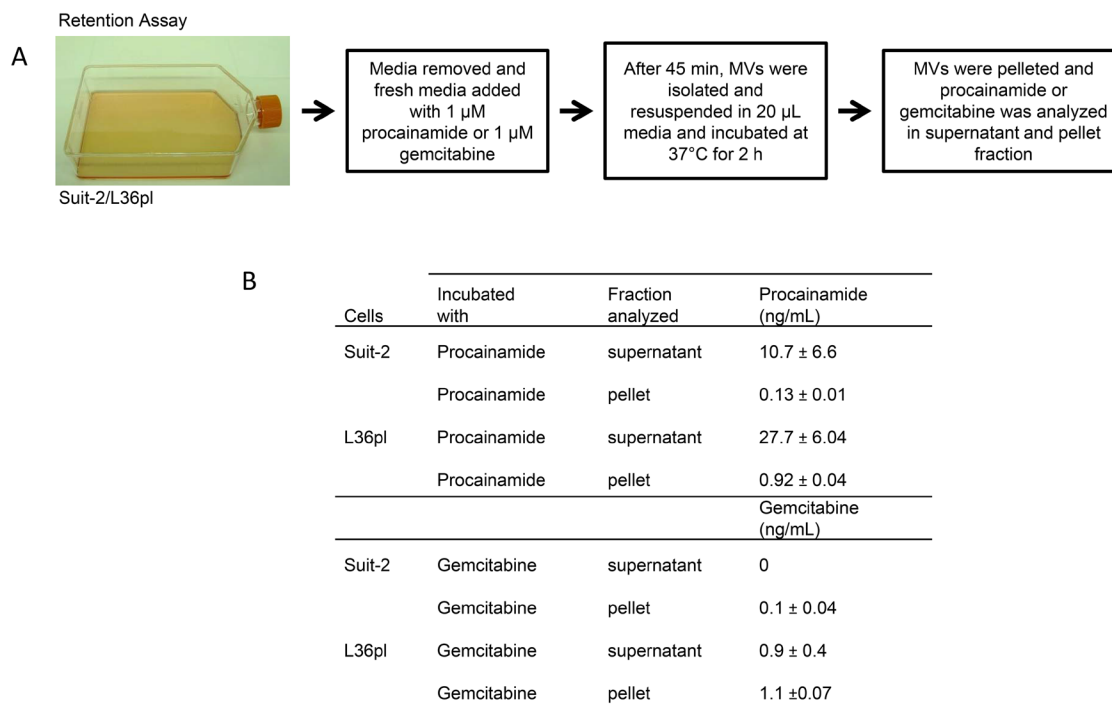 Retention Assay
A
Media removed and
fresh media added
with 1 µM
procainamide or 1 µM
gemcitabine
After 45 min, MVs were
isolated and
resuspended in 20 µL
media and incubated at
37°C for 2 h
MVs were pelleted and
procainamide or
gemcitabine was analyzed
in supernatant and pellet
fraction
Suit-2/L36pl
B
Cells Incubated with Fraction analyzed Procainamide (ng/mL)
Suit-2 Procainamide supernatant 10.7 ± 6.6
Procainamide pellet 0.13 ± 0.01
L36pl Procainamide supernatant 27.7 ± 6.04
Procainamide pellet 0.92 ± 0.04
Gemcitabine
(ng/mL)
Suit-2 Gemcitabine supernatant 0
Gemcitabine pellet 0.1 ± 0.04
L36pl Gemcitabine supernatant 0.9 ± 0.4
Gemcitabine pellet 1.1 ±0.07